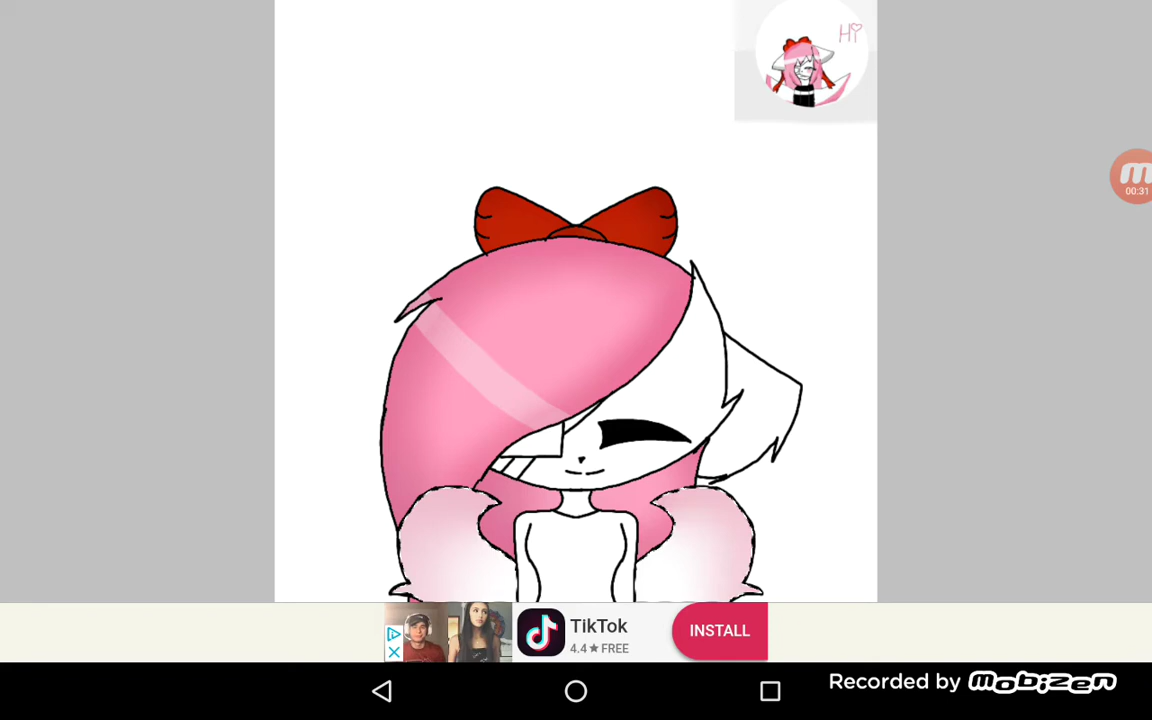 Hi
00:31
TikTok
4.4★FREE
INSTALL
Recorded by mobizen